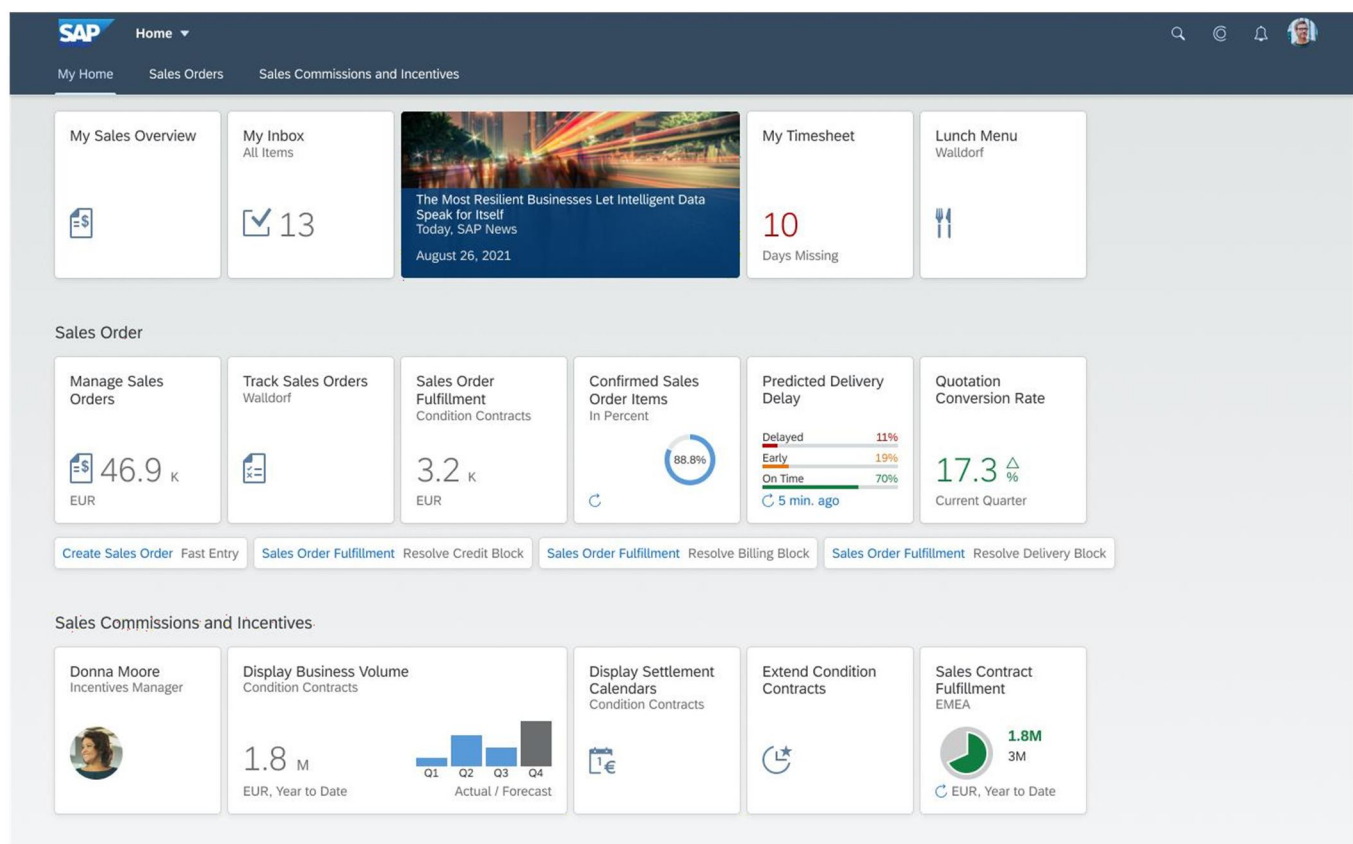 SAP
Home
My Home
Sales Orders
Sales Commissions and Incentives
My Sales Overview
My Inbox
All Items
13
The Most Resilient Businesses Let Intelligent Data
Speak for Itself
Today, SAP News
August 26, 2021
My Timesheet
10
Days Missing
Lunch Menu
Walldorf
Sales Order
Manage Sales
Orders
46.9 K
EUR
Track Sales Orders
Walldorf
Sales Order
Fulfillment
Condition Contracts
3.2 K
EUR
Confirmed Sales
Order Items
In Percent
88.8%
Predicted Delivery
Delay
Delayed 11%
Early 19%
On Time 70%
5 min. ago
Quotation
Conversion Rate
17.3 %
Current Quarter
Create Sales Order Fast Entry
Sales Order Fulfillment Resolve Credit Block
Sales Order Fulfillment Resolve Billing Block
Sales Order Fulfillment Resolve Delivery Block
Sales Commissions and Incentives
Donna Moore
Incentives Manager
Display Business Volume
Condition Contracts
1.8 M
EUR, Year to Date
Q1 Q2 Q3 Q4
Actual / Forecast
Display Settlement
Calendars
Condition Contracts
1 €
Extend Condition
Contracts
Sales Contract
Fulfillment
EMEA
1.8M
3M
EUR, Year to Date